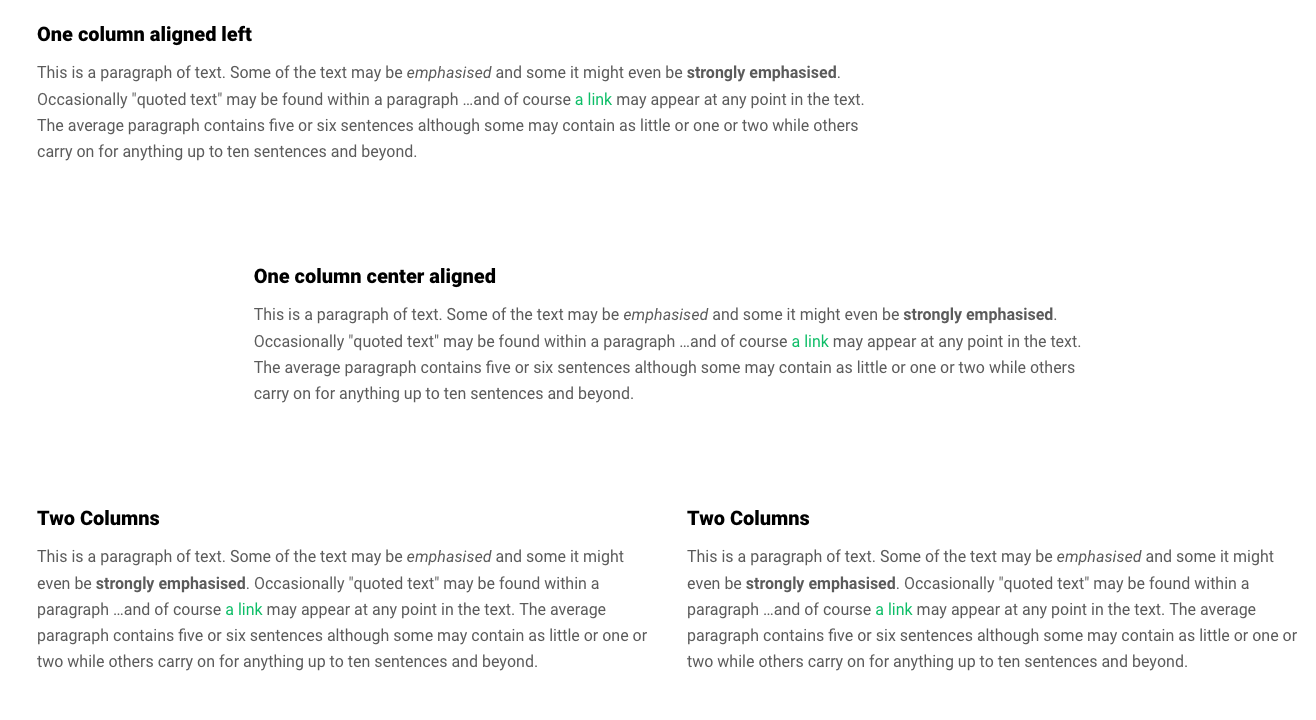 One column aligned left
This is a paragraph of text. Some of the text may be emphasised and some it might even be strongly emphasised.
Occasionally "quoted text" may be found within a paragraph …and of course a link may appear at any point in the text.
The average paragraph contains five or six sentences although some may contain as little or one or two while others
carry on for anything up to ten sentences and beyond.
One column center aligned
This is a paragraph of text. Some of the text may be emphasised and some it might even be strongly emphasised.
Occasionally "quoted text" may be found within a paragraph …and of course a link may appear at any point in the text.
The average paragraph contains five or six sentences although some may contain as little or one or two while others
carry on for anything up to ten sentences and beyond.
Two Columns
This is a paragraph of text. Some of the text may be emphasised and some it might
even be strongly emphasised. Occasionally "quoted text" may be found within a
paragraph …and of course a link may appear at any point in the text. The average
paragraph contains five or six sentences although some may contain as little or one or
two while others carry on for anything up to ten sentences and beyond.
Two Columns
This is a paragraph of text. Some of the text may be emphasised and some it might
even be strongly emphasised. Occasionally "quoted text" may be found within a
paragraph …and of course a link may appear at any point in the text. The average
paragraph contains five or six sentences although some may contain as little or one or
two while others carry on for anything up to ten sentences and beyond.